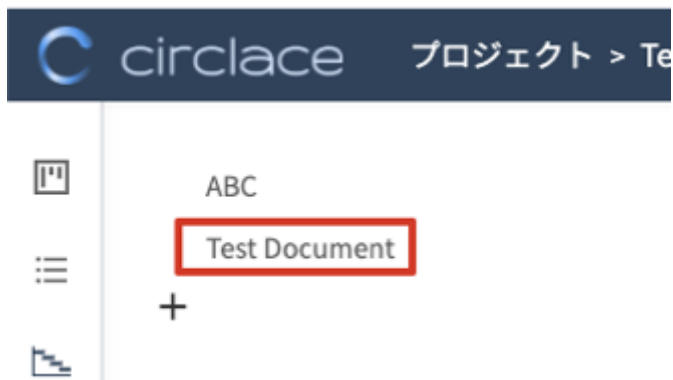 circlace プロジェクト > Te
ABC
Test Document
+